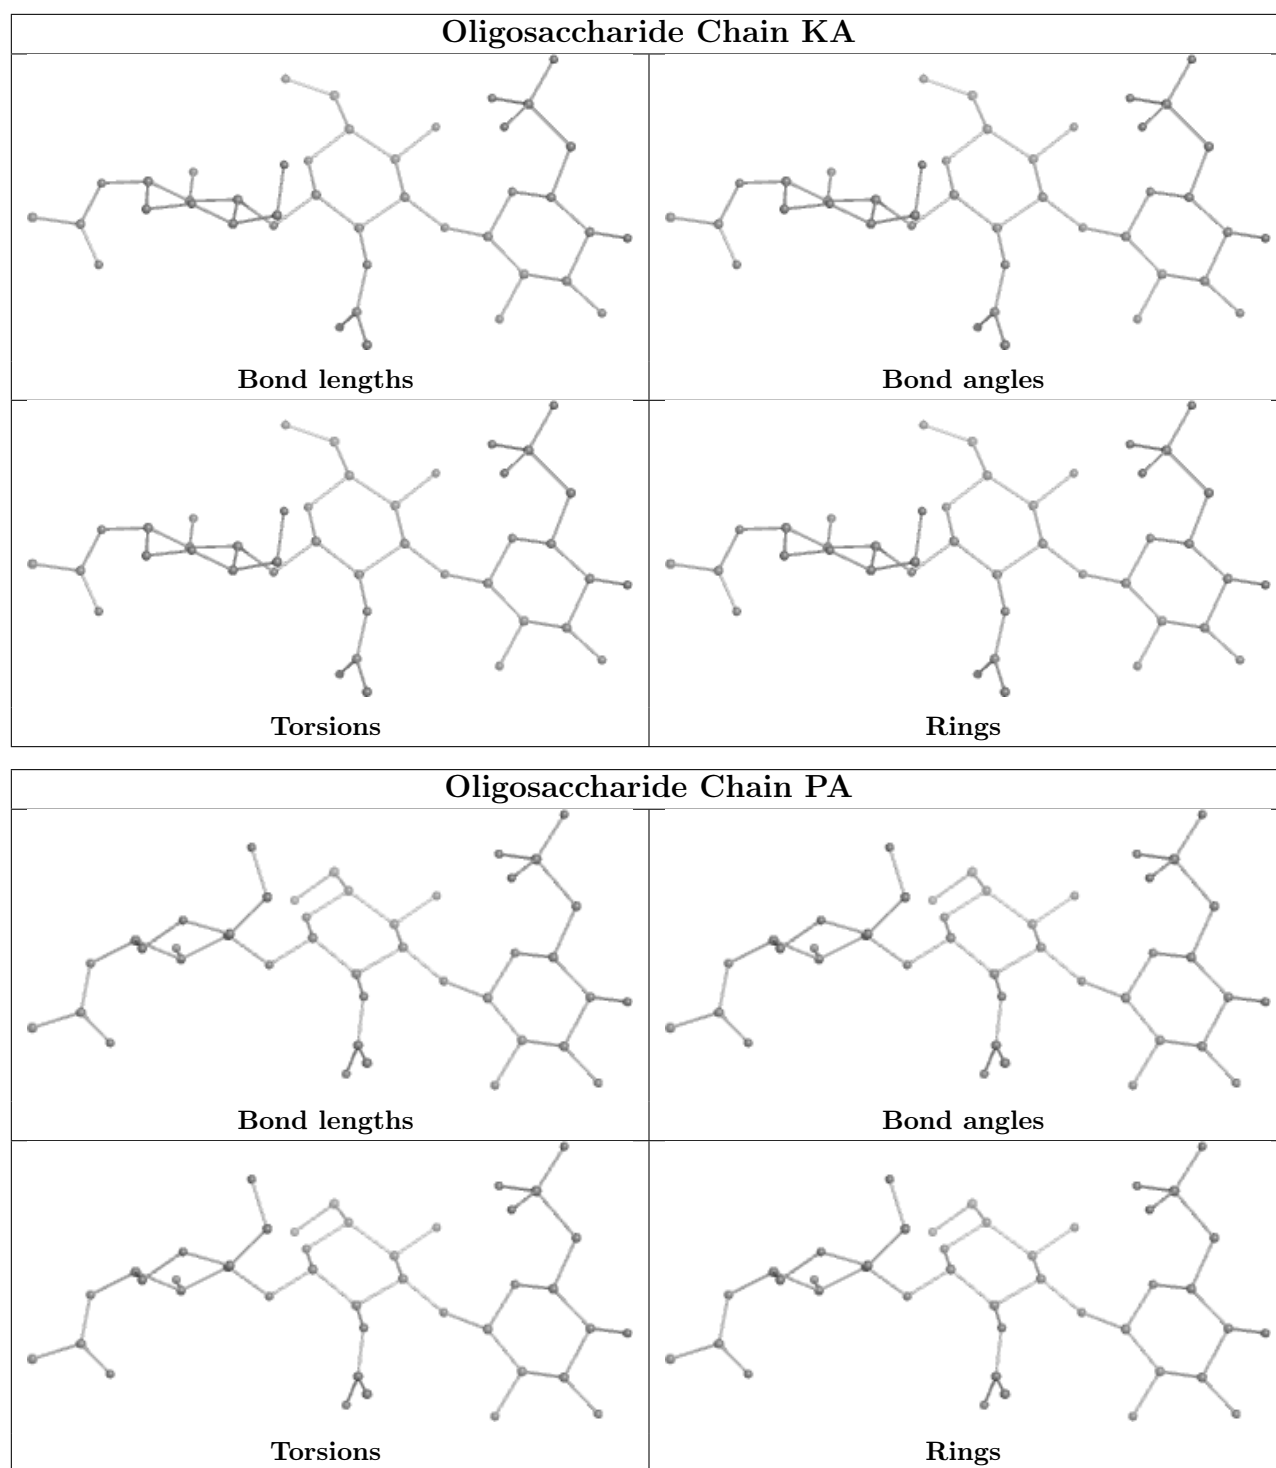 Oligosaccharide Chain KA
Bond lengths Bond angles
Torsions Rings
Oligosaccharide Chain PA
Bond lengths Bond angles
Torsions Rings